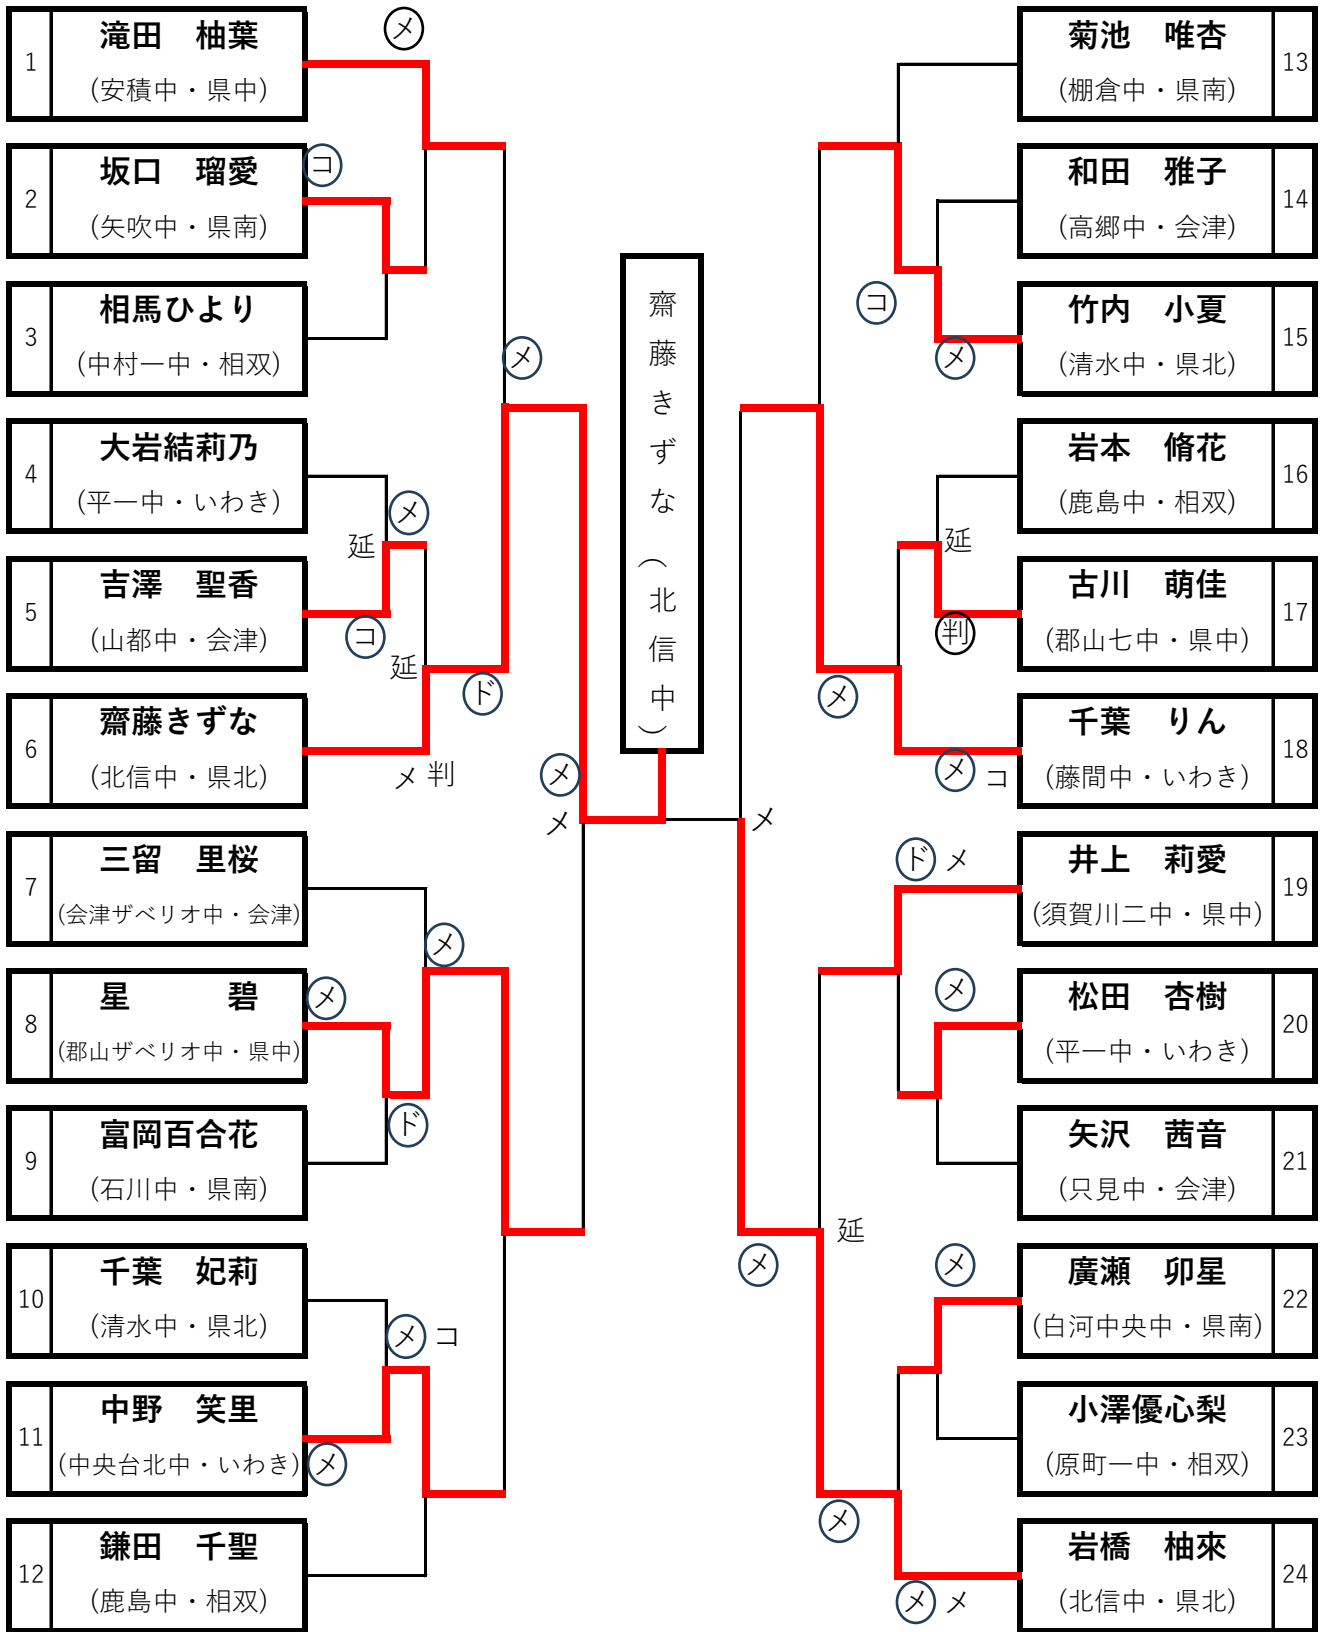 1
滝田　柚葉
(安積中・県中)
メ
2
坂口　瑠愛
(矢吹中・県南)
コ
3
相馬ひより
(中村一中・相双)
4
大岩結莉乃
(平一中・いわき)
メ
延
5
吉澤　聖香
(山都中・会津)
コ
延
ド
6
齋藤きずな
(北信中・県北)
メ 判
メ
メ
メ
7
三留　里桜
(会津ザベリオ中・会津)
メ
8
星　　　碧
(郡山ザベリオ中・県中)
メ
9
富岡百合花
(石川中・県南)
ド
10
千葉　妃莉
(清水中・県北)
メ コ
11
中野　笑里
(中央台北中・いわき)
メ
12
鎌田　千聖
(鹿島中・相双)
齋藤きずな（北信中）
菊池　唯杏
(棚倉中・県南)
13
和田　雅子
(高郷中・会津)
14
コ
竹内　小夏
(清水中・県北)
15
メ
岩本　脩花
(鹿島中・相双)
16
延
古川　萌佳
(郡山七中・県中)
17
判
メ
千葉　りん
(藤間中・いわき)
18
メ コ
メ
ド メ
井上　莉愛
(須賀川二中・県中)
19
メ
松田　杏樹
(平一中・いわき)
20
矢沢　茜音
(只見中・会津)
21
延
メ
メ
廣瀬　卯星
(白河中央中・県南)
22
小澤優心梨
(原町一中・相双)
23
メ
岩橋　柚來
(北信中・県北)
24
メ メ